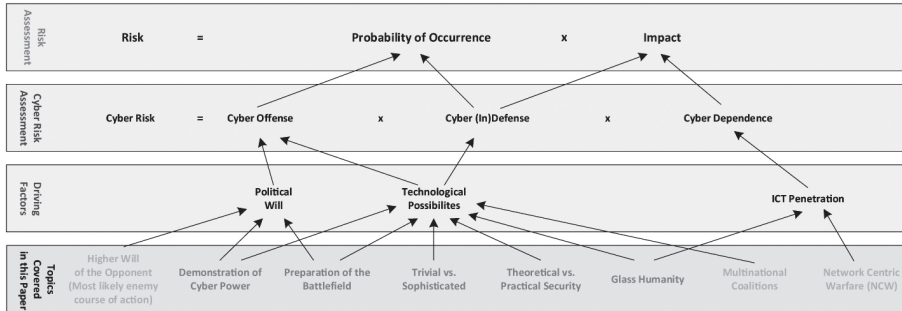 Risk
Assessment
Risk = Probability of Occurrence x Impact
Cyber Risk
Assessment
Cyber Risk = Cyber Offense x Cyber (In)Defense x Cyber Dependence
Driving
Factors
Political
Will
Technological
Possibilites
ICT Penetration
Topics
Covered
in this Paper
Higher Will
of the Opponent
(Most likely enemy
course of action)
Demonstration of
Cyber Power
Preparation of the
Battlefield
Trivial vs.
Sophisticated
Theoretical vs.
Practical Security
Glass Humanity
Multinational
Coalitions
Network Centric
Warfare (NCW)